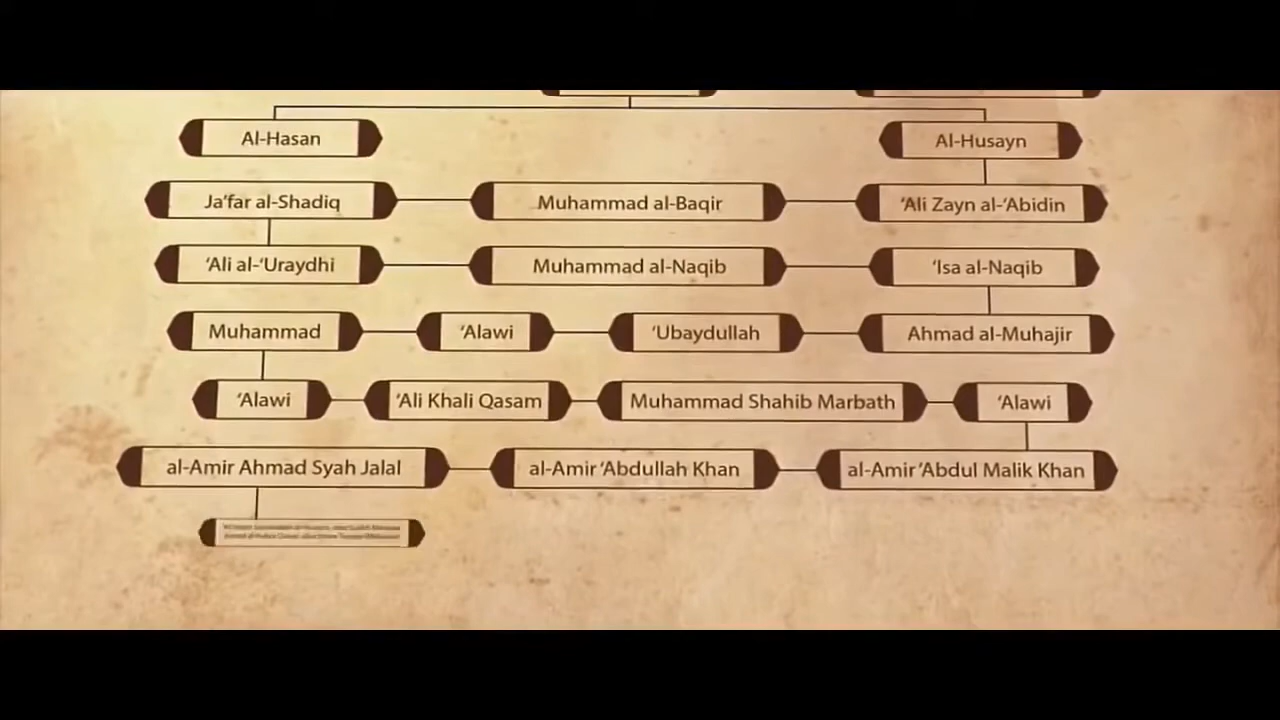 Al-Hasan Al-Husayn
Ja'far al-Shadiq Muhammad al-Baqir 'Ali Zayn al-'Abidin
'Ali al-'Uraydhi Muhammad al-Naqib 'Isa al-Naqib
Muhammad 'Alawi 'Ubaydullah Ahmad al-Muhajir
'Alawi 'Ali Khali Qasam Muhammad Shahib Marbath 'Alawi
al-Amir Ahmad Syah Jalal al-Amir 'Abdullah Khan al-Amir 'Abdul Malik Khan